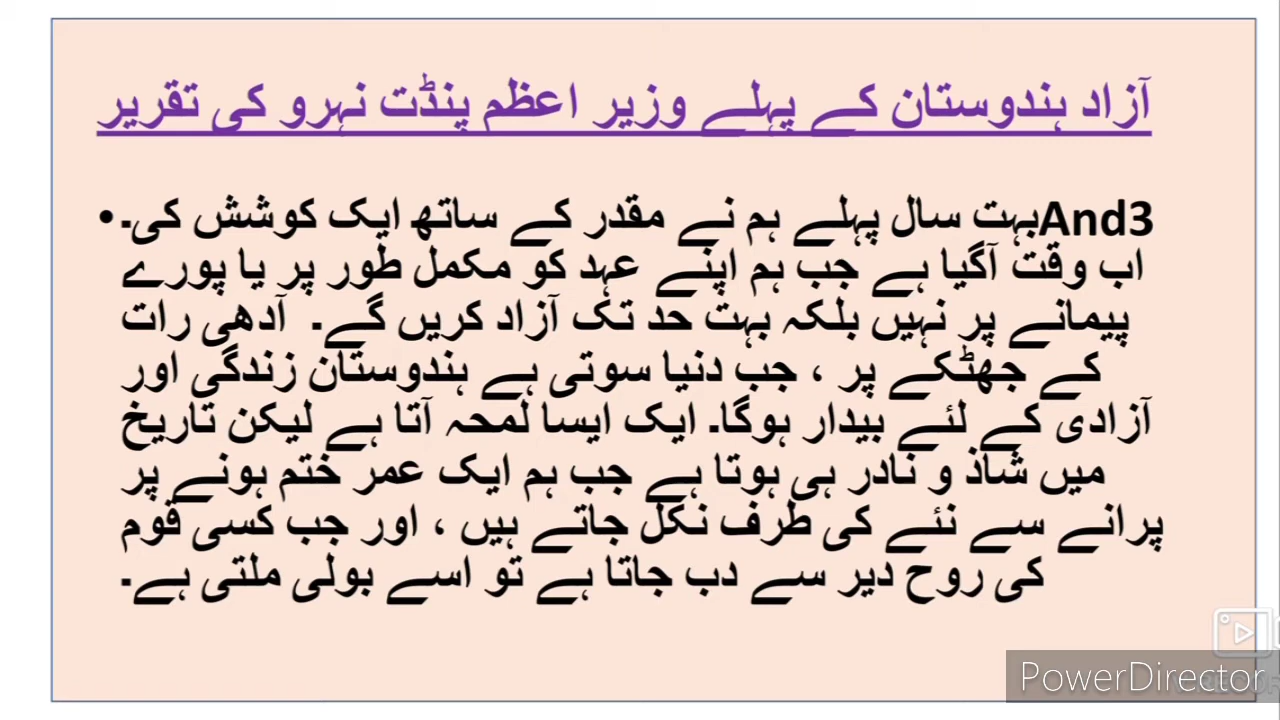 آزاد ہندوستان کے پہلے وزیر اعظم پنڈت نہرو کی تقریر
• And3بہت سال پہلے ہم نے مقدر کے ساتھ ایک کوشش کی۔
اب وقت آگیا ہے جب ہم اپنے عہد کو مکمل طور پر یا پورے
پیمانے پر نہیں بلکہ بہت حد تک آزاد کریں گے۔ آدھی رات
کے جھٹکے پر ، جب دنیا سوتی ہے ہندوستان زندگی اور
آزادی کے لئے بیدار ہوگا۔ ایک ایسا لمحہ آتا ہے لیکن تاریخ
میں شاذ و نادر ہی ہوتا ہے جب ہم ایک عمر ختم ہونے پر
پرانے سے نئے کی طرف نکل جاتے ہیں ، اور جب کسی قوم
کی روح دیر سے دب جاتا ہے تو اسے بولی ملتی ہے۔
PowerDirector